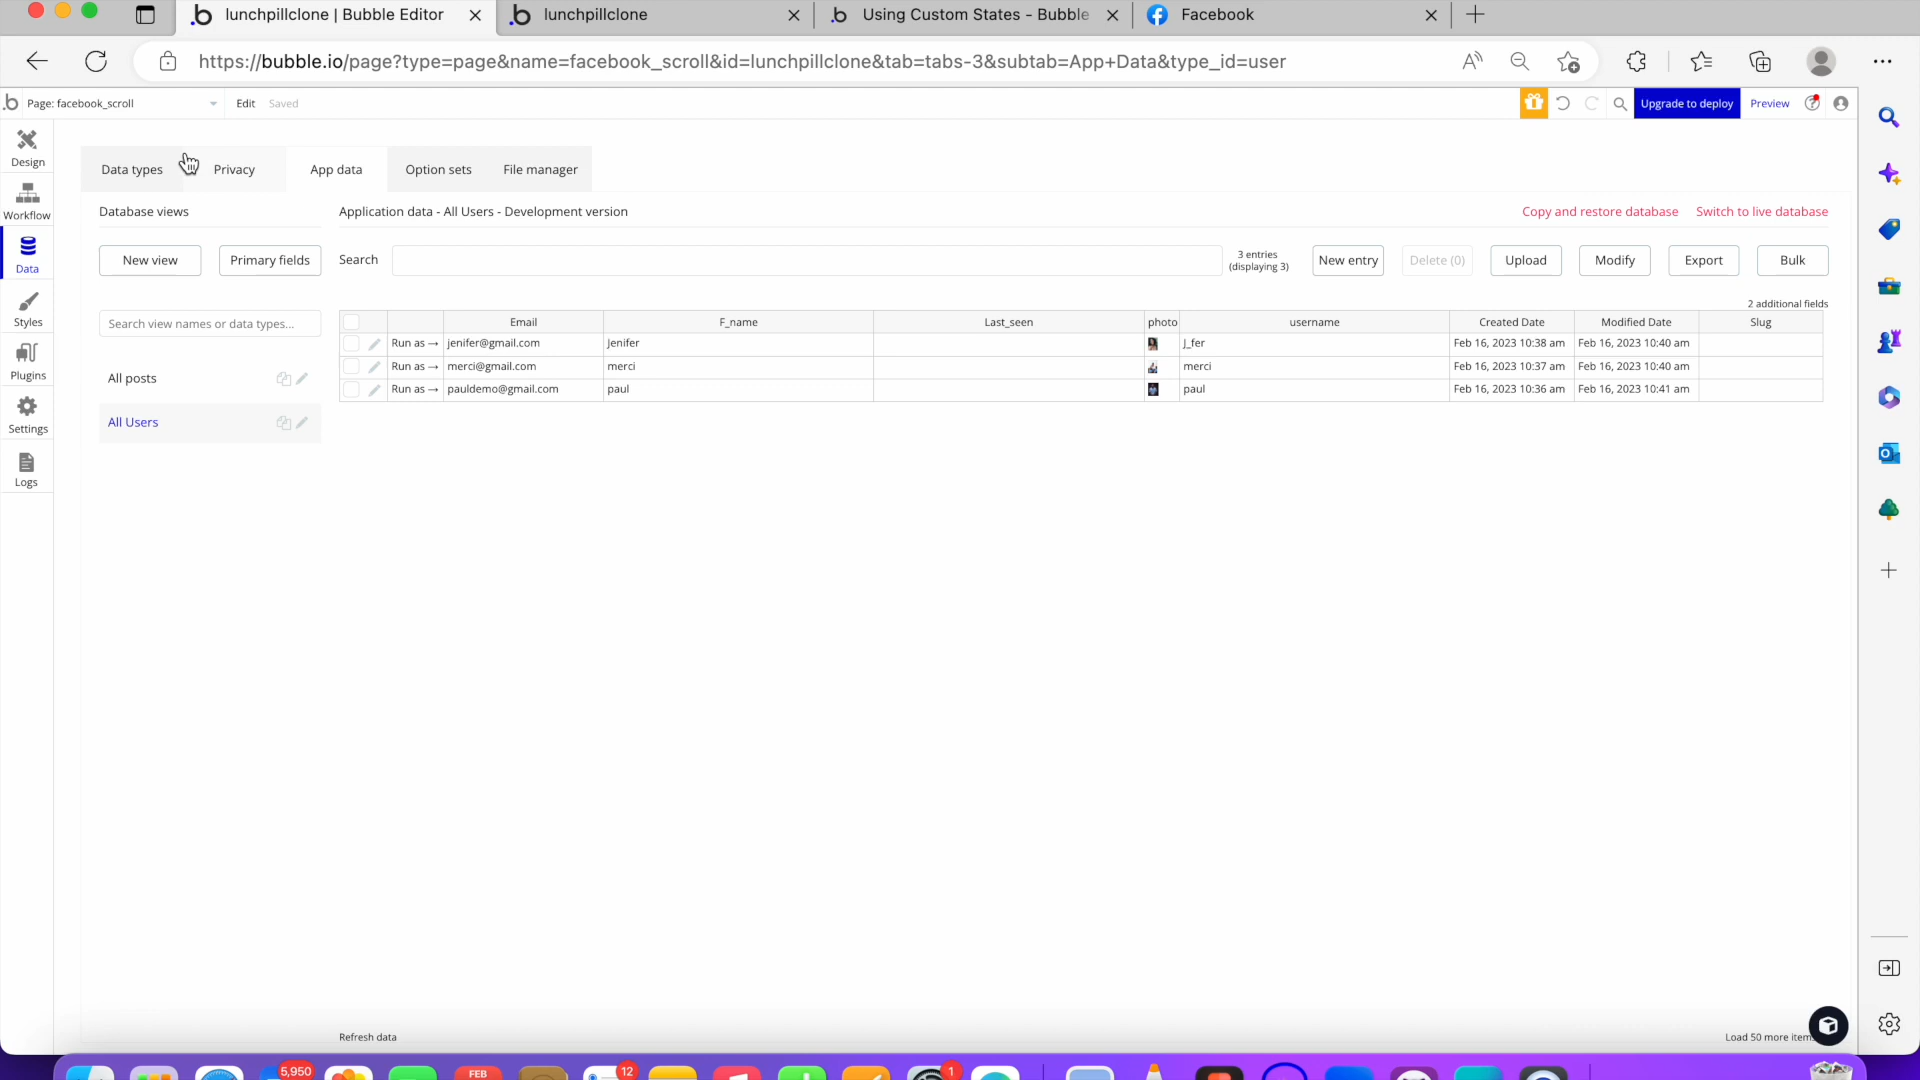 lunchpillclone | Bubble Editor
lunchpillclone
Using Custom States - Bubble
Facebook
https://bubble.io/page?type=page&name=facebook_scroll&id=lunchpillclone&tab=tabs-3&subtab=App+Data&type_id=user
Page: facebook_scroll
Edit
Saved
Upgrade to deploy
Preview
Design
Workflow
Data
Styles
Plugins
Settings
Logs
Data types
Privacy
App data
Option sets
File manager
Database views
Application data - All Users - Development version
Copy and restore database
Switch to live database
New view
Primary fields
Search
3 entries
(displaying 3)
New entry
Delete (0)
Upload
Modify
Export
Bulk
2 additional fields
Search view names or data types...
All posts
All Users
Email F_name Last_seen photo username Created Date Modified Date Slug
Run as → jenifer@gmail.com Jenifer J_fer Feb 16, 2023 10:38 am Feb 16, 2023 10:40 am
Run as → merci@gmail.com merci merci Feb 16, 2023 10:37 am Feb 16, 2023 10:40 am
Run as → pauldemo@gmail.com paul paul Feb 16, 2023 10:36 am Feb 16, 2023 10:41 am
Refresh data
Load 50 more items
5,950
FEB
12
1